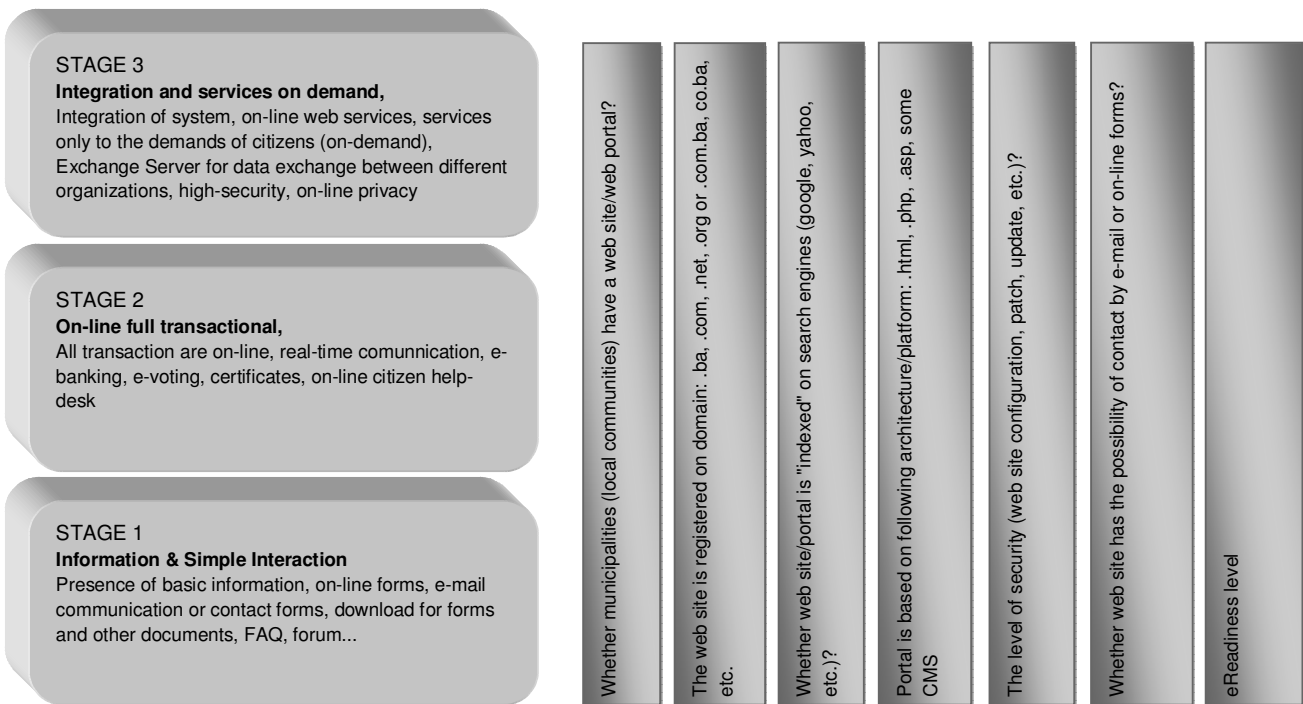 STAGE 3
Integration and services on demand,
Integration of system, on-line web services, services
only to the demands of citizens (on-demand),
Exchange Server for data exchange between different
organizations, high-security, on-line privacy
STAGE 2
On-line full transactional,
All transaction are on-line, real-time comunnication, e-
banking, e-voting, certificates, on-line citizen help-
desk
STAGE 1
Information & Simple Interaction
Presence of basic information, on-line forms, e-mail
communication or contact forms, download for forms
and other documents, FAQ, forum...
Whether municipalities (local communities) have a web site/web portal?
The web site is registered on domain: .ba, .com, .net, .org or .com.ba, co.ba,
etc.
Whether web site/portal is "indexed" on search engines (google, yahoo,
etc.)?
Portal is based on following architecture/platform: .html, .php, .asp, some
CMS
The level of security (web site configuration, patch, update, etc.)?
Whether web site has the possibility of contact by e-mail or on-line forms?
eReadiness level